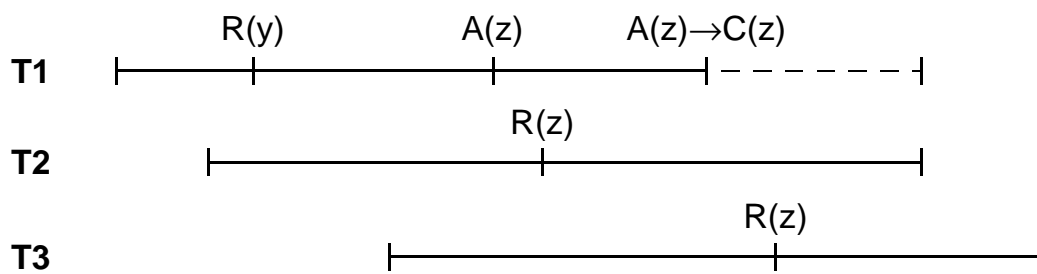 R(y) A(z) A(z)→C(z)
T1
R(z)
T2
R(z)
T3